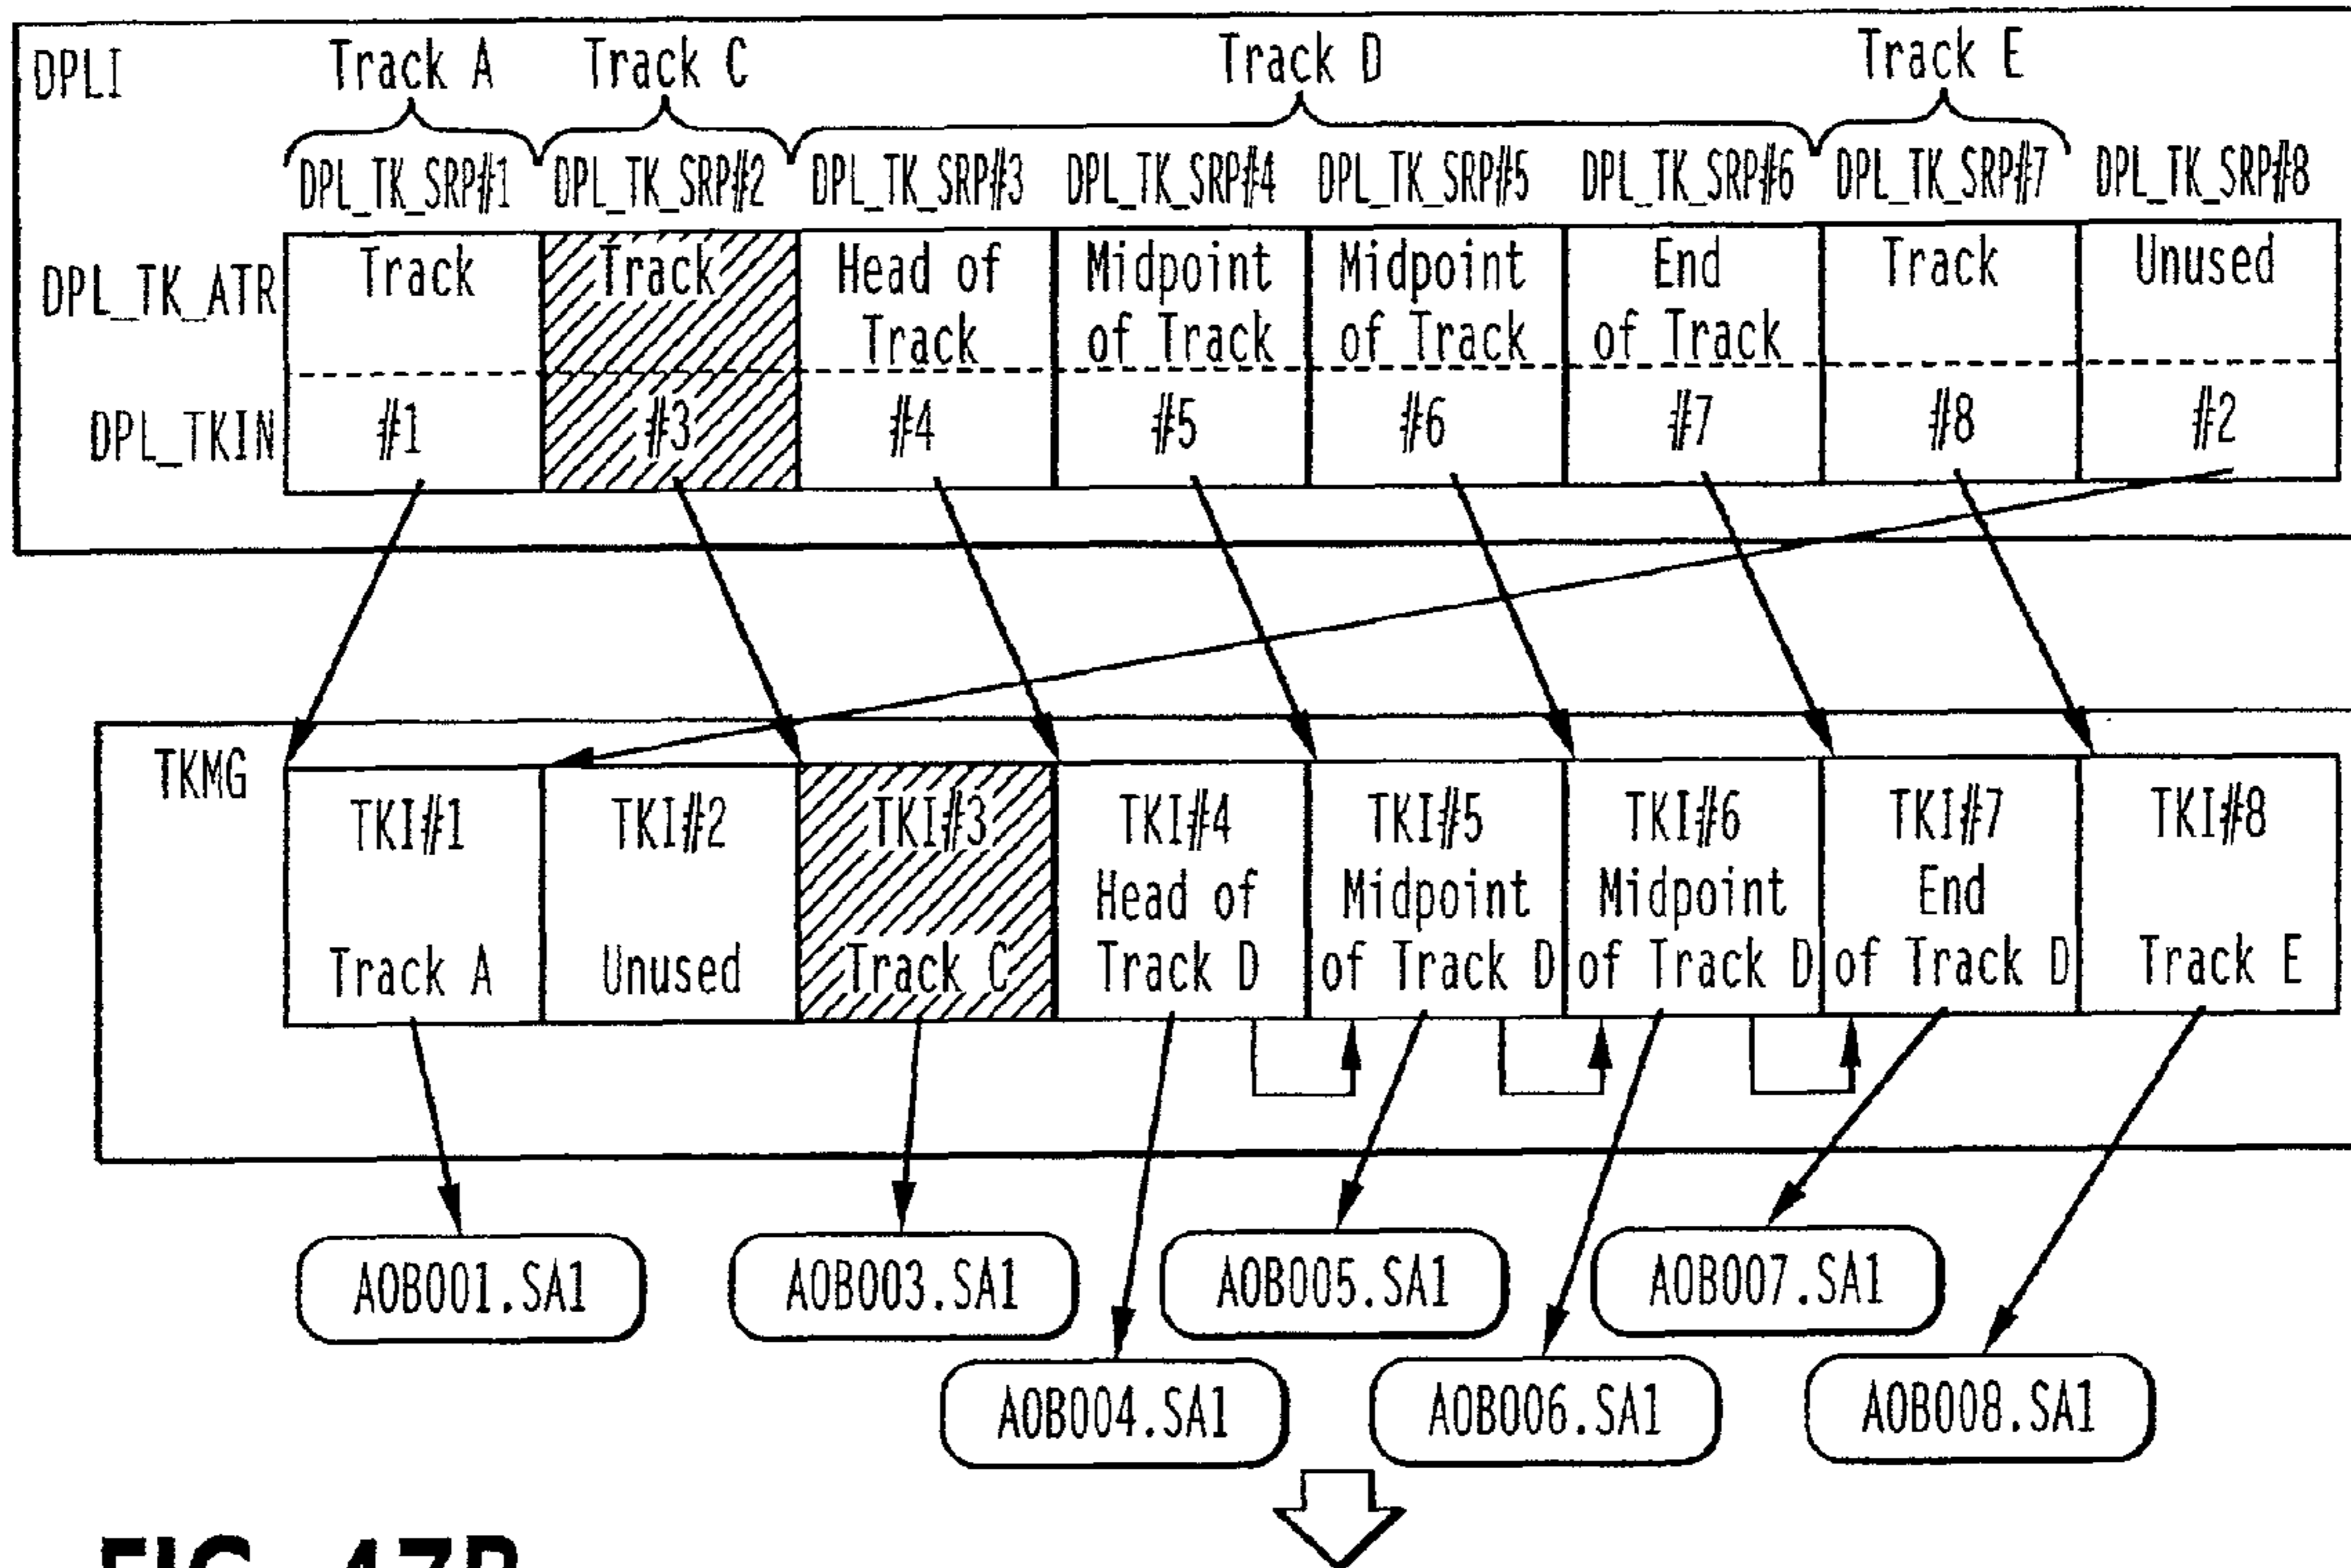 DPLI
Track A Track C Track D Track E
DPL_TK_SRP#1 DPL_TK_SRP#2 DPL_TK_SRP#3 DPL_TK_SRP#4 DPL_TK_SRP#5 DPL_TK_SRP#6 DPL_TK_SRP#7 DPL_TK_SRP#8
DPL_TK_ATR
Track
Track
Head of
Track
Midpoint
of Track
Midpoint
of Track
End
of Track
Track
Unused
DPL_TKIN #1 #3 #4 #5 #6 #7 #8 #2
TKMG
TKI#1
Track A
TKI#2
Unused
TKI#3
Track C
TKI#4
Head of
Track D
TKI#5
Midpoint
of Track D
TKI#6
Midpoint
of Track D
TKI#7
End
of Track D
TKI#8
Track E
AOB001.SA1 AOB003.SA1 AOB005.SA1 AOB007.SA1
AOB004.SA1 AOB006.SA1 AOB008.SA1
FIG. 47B